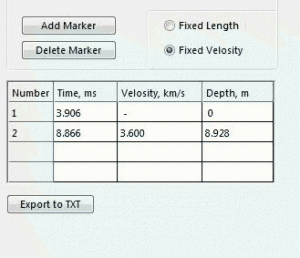 Add Marker
Fixed Length
Delete Marker
Fixed Velosity
Number Time, ms Velosity, km/s Depth, m
1 3.906 - 0
2 8.866 3.600 8.928
Export to TXT